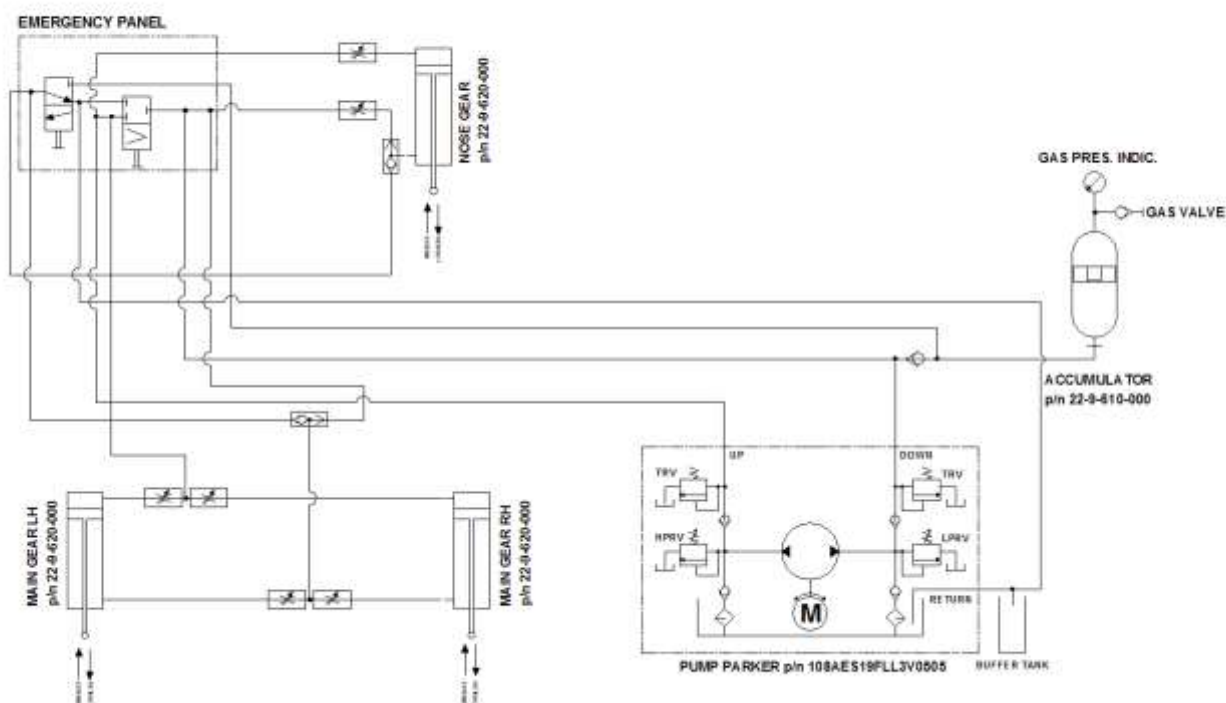 EMERGENCY PANEL
NOSE GEAR
p/n 22-9-620-000
GAS PRES. INDIC.
GAS VALVE
ACCUMULATOR
p/n 22-9-610-000
UP
DOWN
TRV
TRV
HPRV
LPRV
M
RETURN
MAIN GEAR LH
p/n 22-9-620-000
MAIN GEAR RH
p/n 22-9-620-000
PUMP PARKER p/n 108AES19FLL3V0505
BUFFER TANK